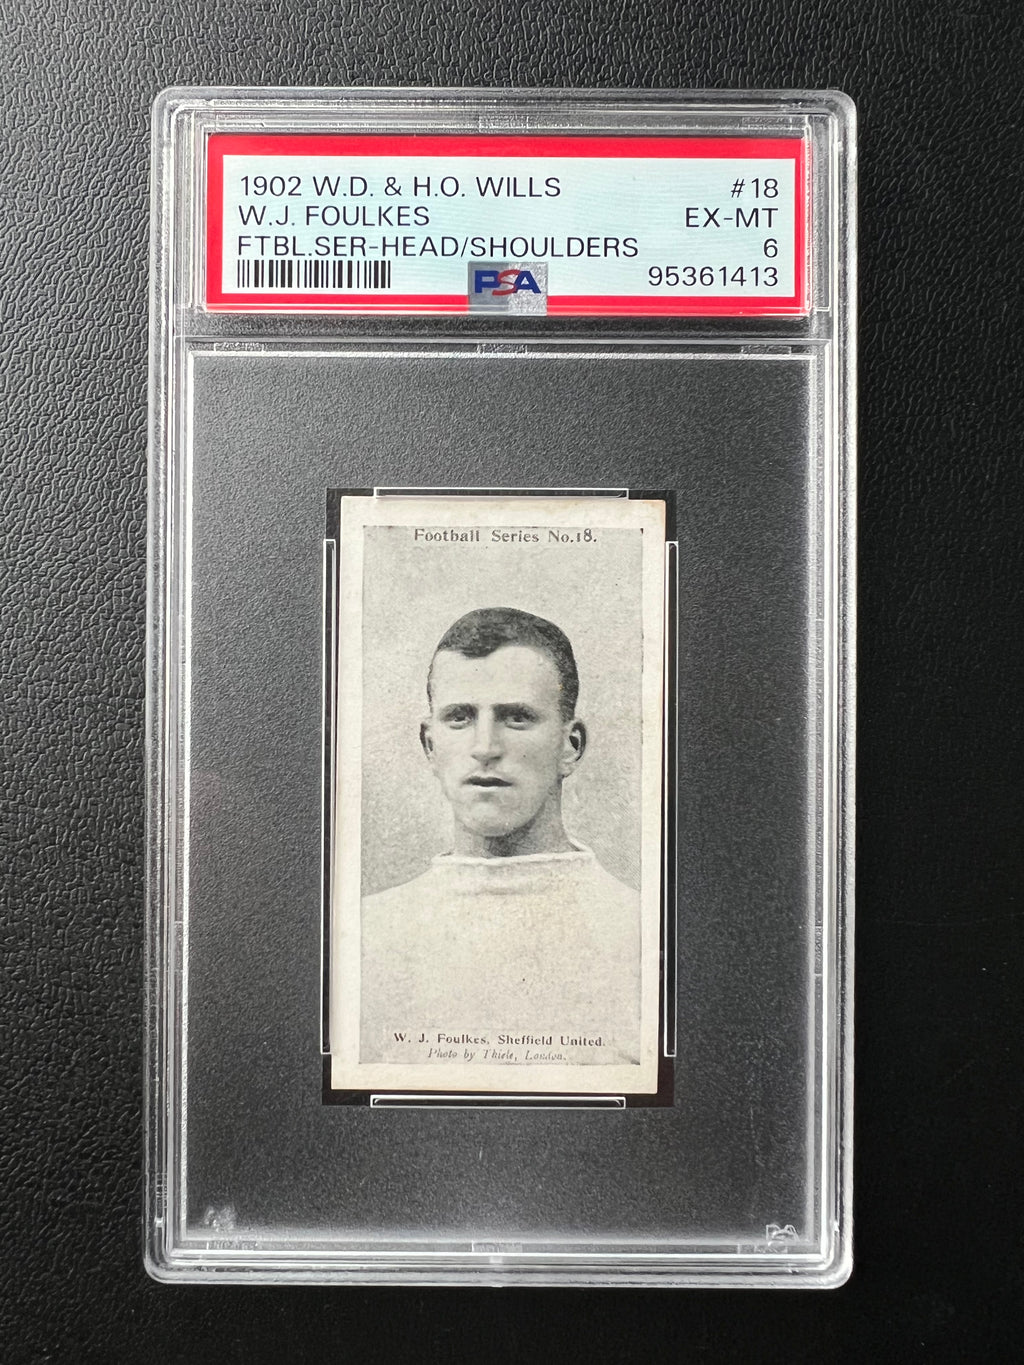 1902 W.D. & H.O. WILLS #18
W.J. FOULKES EX-MT
FTBL.SER-HEAD/SHOULDERS 6
PSA 95361413
Football Series No.18.
W. J. Foulkes, Sheffield United.
Photo by Thiele, London.